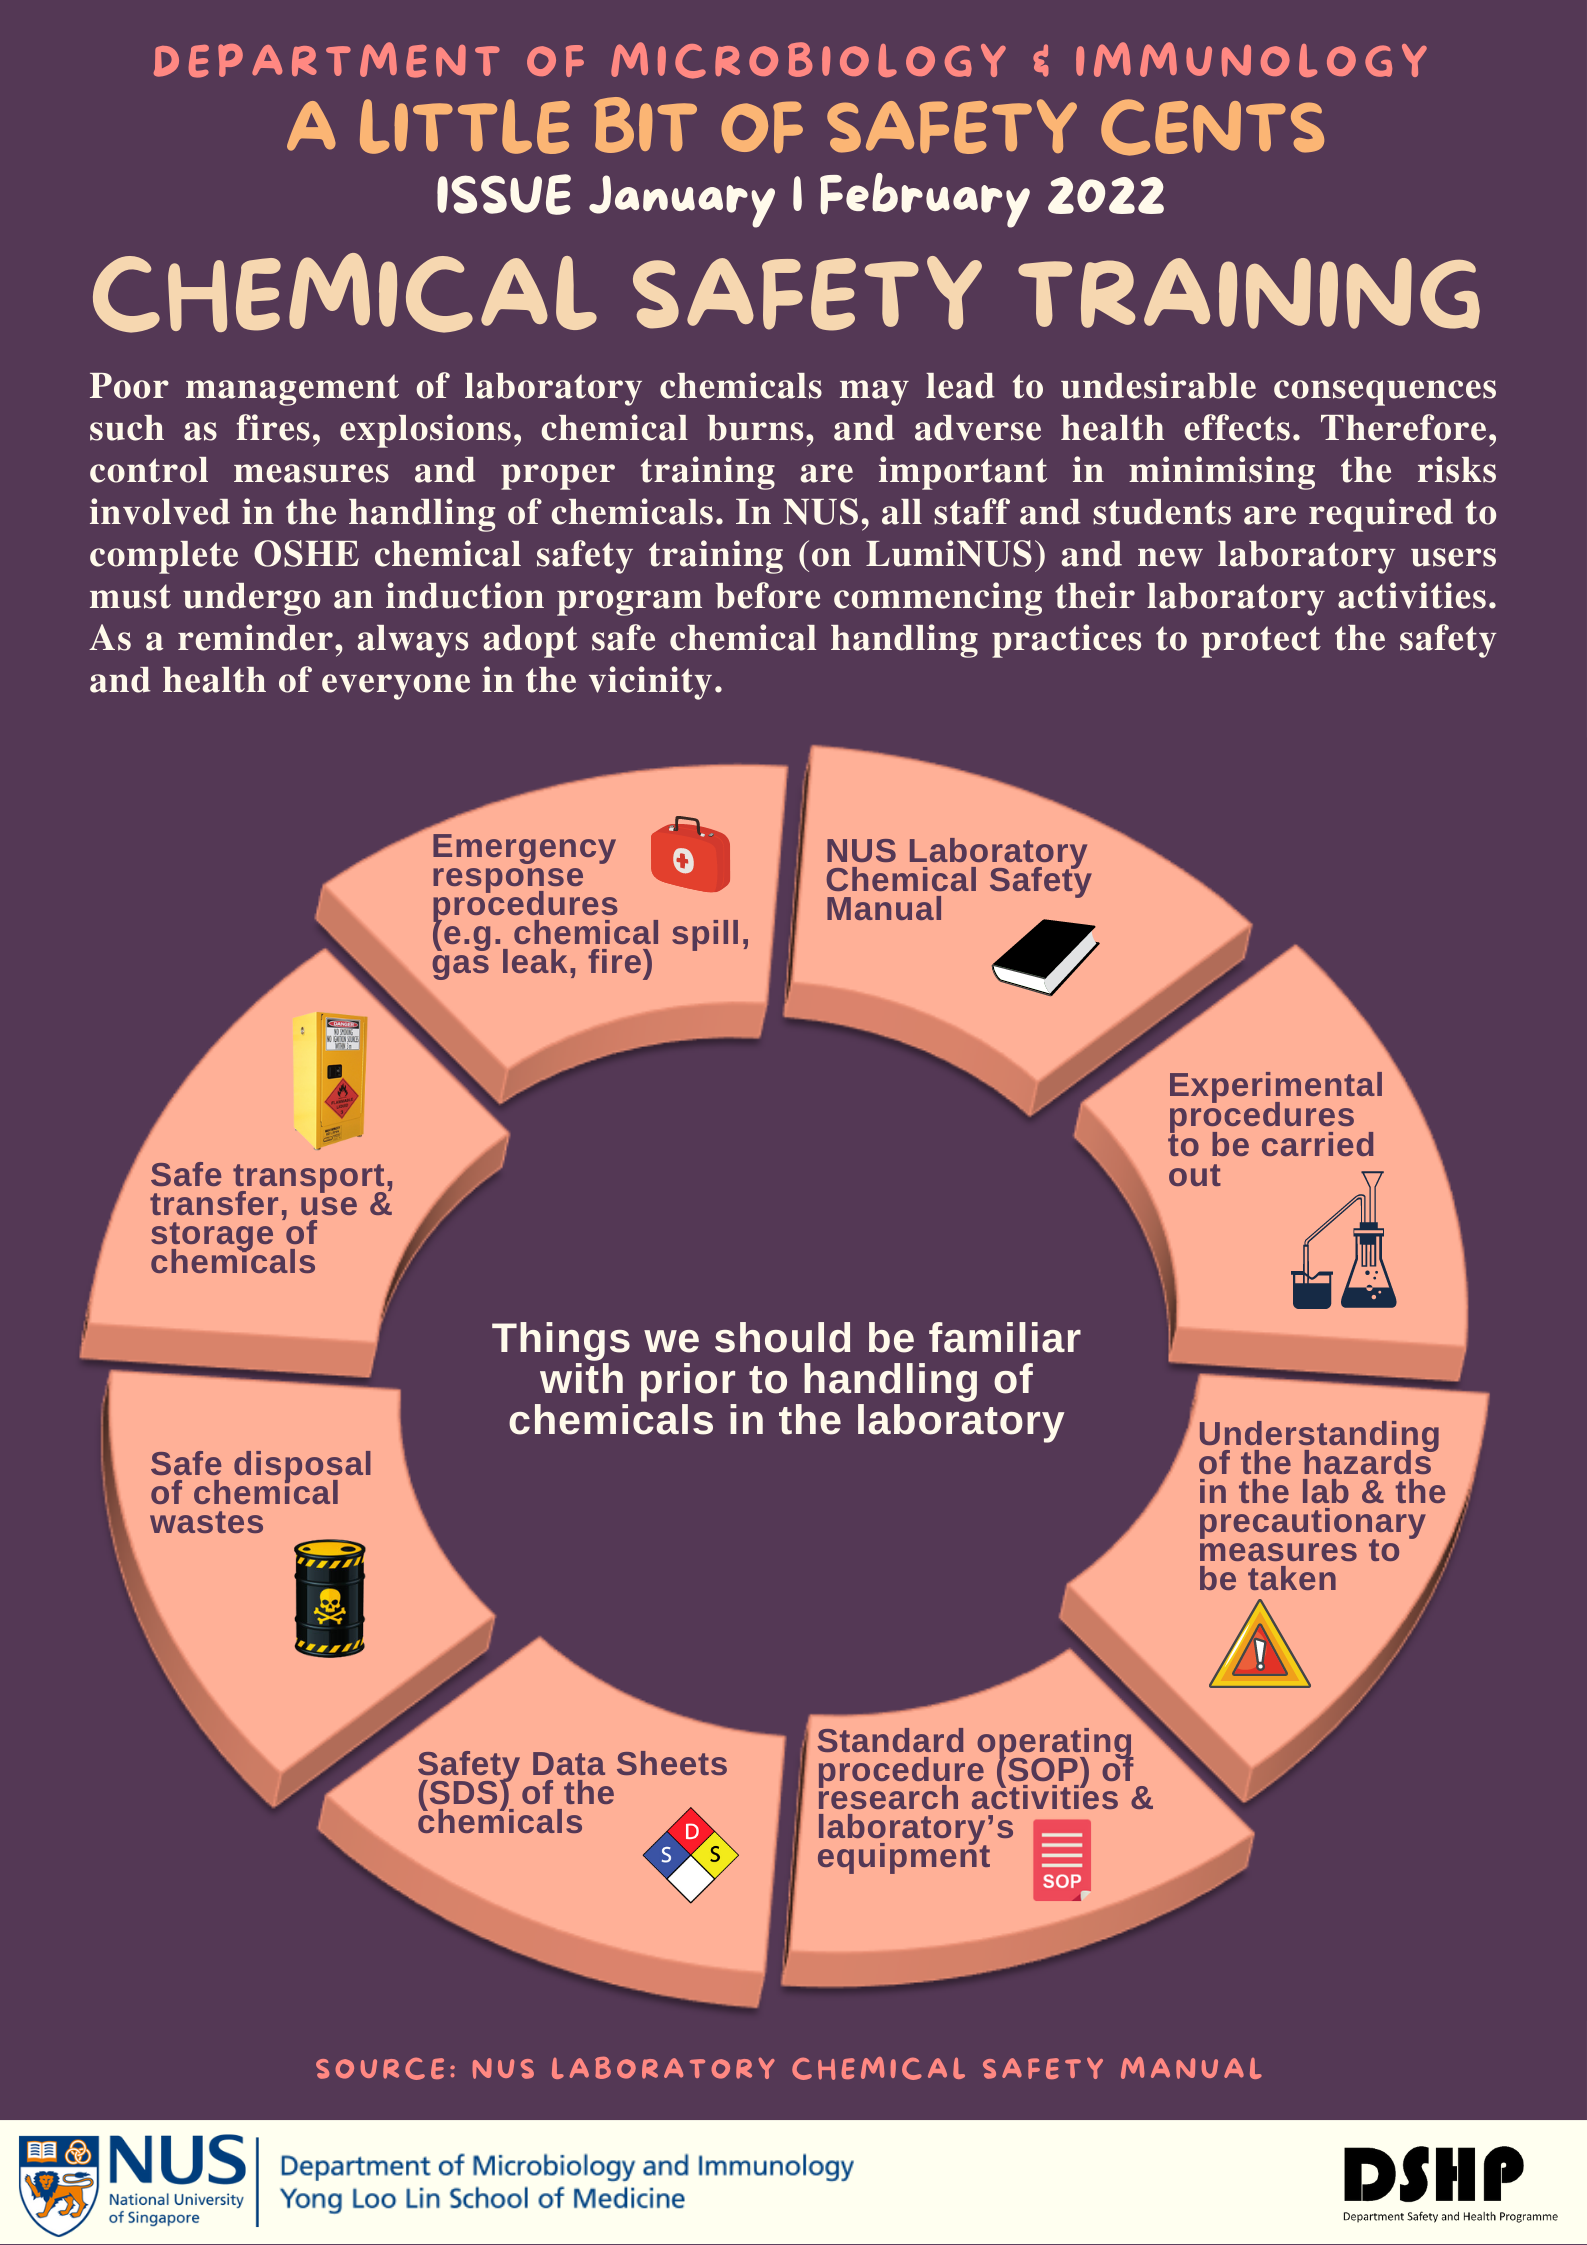 DEPARTMENT OF MICROBIOLOGY & IMMUNOLOGY
A LITTLE BIT OF SAFETY CENTS
ISSUE January | February 2022
CHEMICAL SAFETY TRAINING
Poor management of laboratory chemicals may lead to undesirable consequences
such as fires, explosions, chemical burns, and adverse health effects. Therefore,
control measures and proper training are important in minimising the risks
involved in the handling of chemicals. In NUS, all staff and students are required to
complete OSHE chemical safety training (on LumiNUS) and new laboratory users
must undergo an induction program before commencing their laboratory activities.
As a reminder, always adopt safe chemical handling practices to protect the safety
and health of everyone in the vicinity.
Emergency
response
procedures
(e.g. chemical spill,
gas leak, fire)
NUS Laboratory
Chemical Safety
Manual
Experimental
procedures
to be carried
out
DANGER
NO SMOKING
NO IGNITION SOURCES
Safe transport,
transfer, use &
storage of
chemicals
Things we should be familiar
with prior to handling of
chemicals in the laboratory
Understanding
of the hazards
in the lab & the
precautionary
measures to
be taken
Safe disposal
of chemical
wastes
Safety Data Sheets
(SDS) of the
chemicals
S D S
Standard operating
procedure (SOP) of
research activities &
laboratory's
equipment
SOP
SOURCE: NUS LABORATORY CHEMICAL SAFETY MANUAL
NUS
National University
of Singapore
Department of Microbiology and Immunology
Yong Loo Lin School of Medicine
DSHP
Department Safety and Health Programme